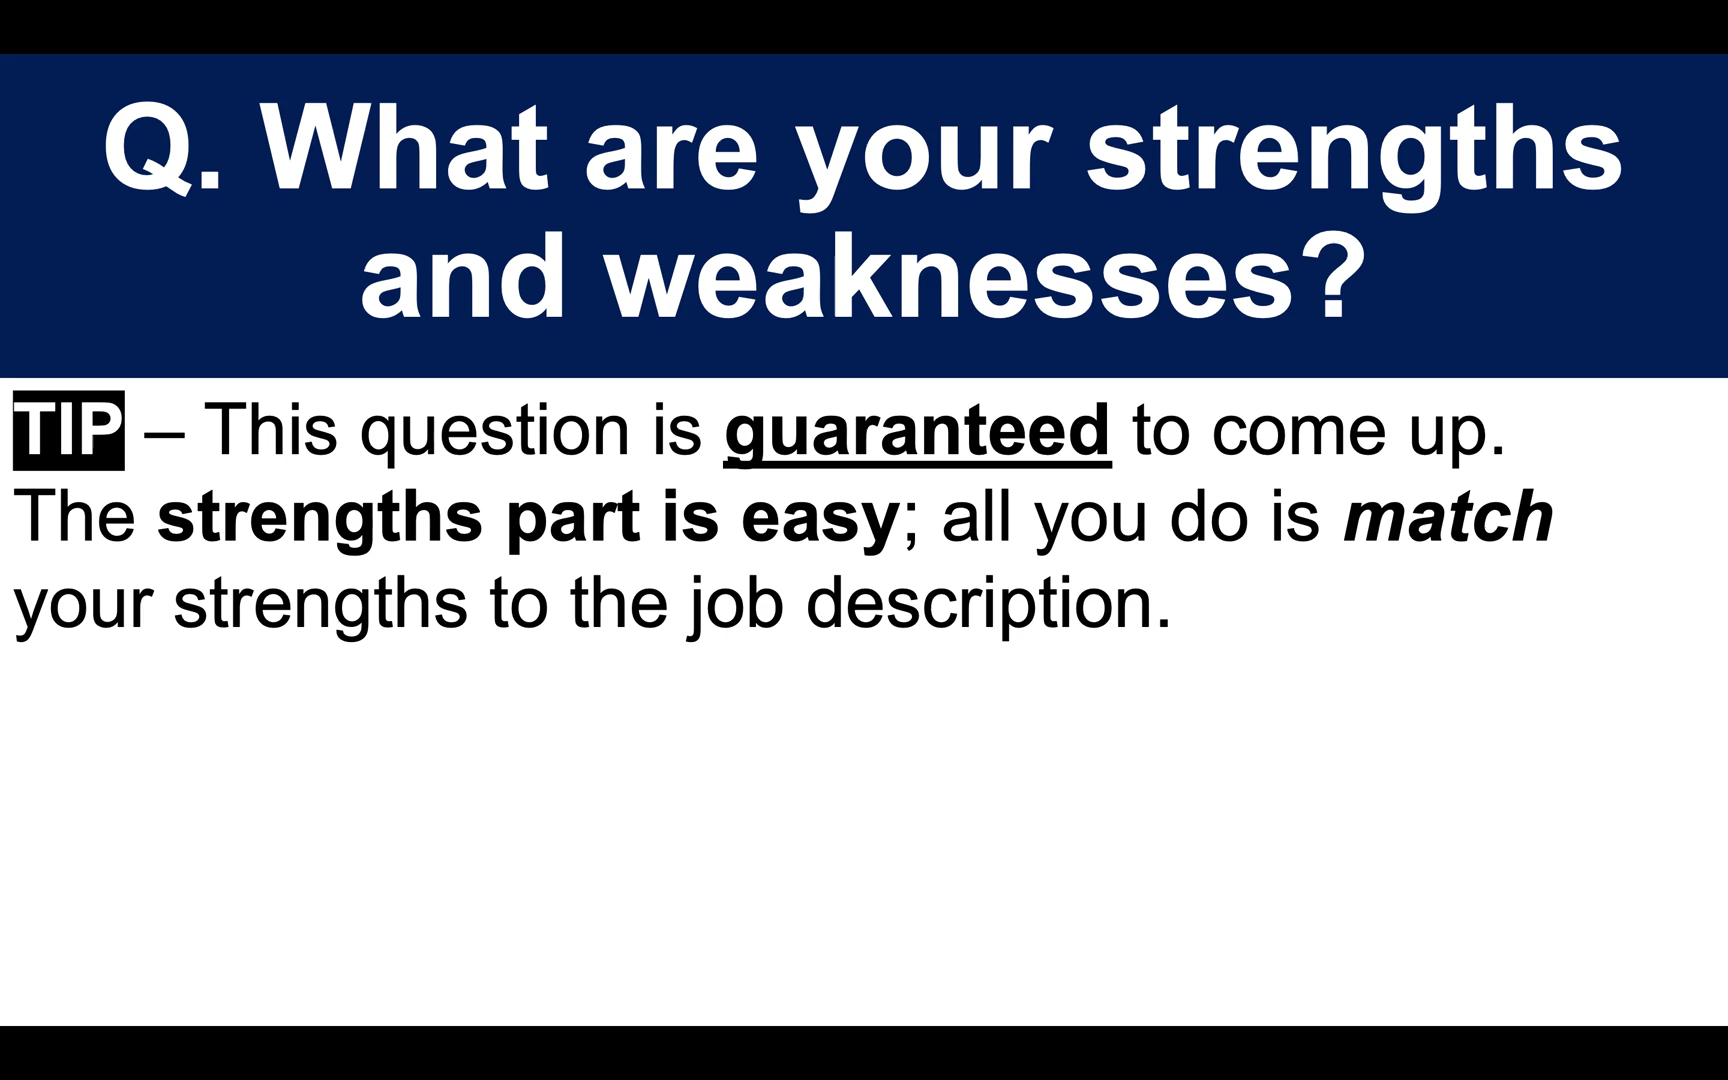 Q. What are your strengths
and weaknesses?
TIP – This question is guaranteed to come up.
The strengths part is easy; all you do is match
your strengths to the job description.